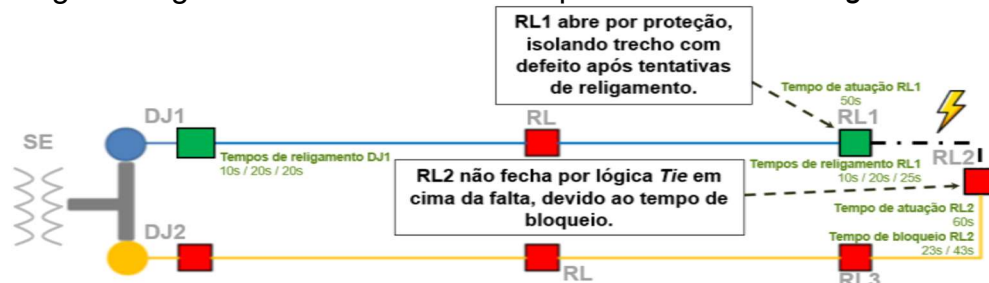 RL1 abre por proteção,
isolando trecho com
defeito após tentativas
de religamento.
Tempo de atuação RL1
50s
DJ1
RL
RL1
SE
Tempos de religamento DJ1
10s / 20s / 20s
Tempos de religamento RL1
10s / 20s / 25s
RL2
RL2 não fecha por lógica Tie em
cima da falta, devido ao tempo de
bloqueio.
Tempo de atuação RL2
60s
DJ2
Tempo de bloqueio RL2
23s / 43s
RL
RL3